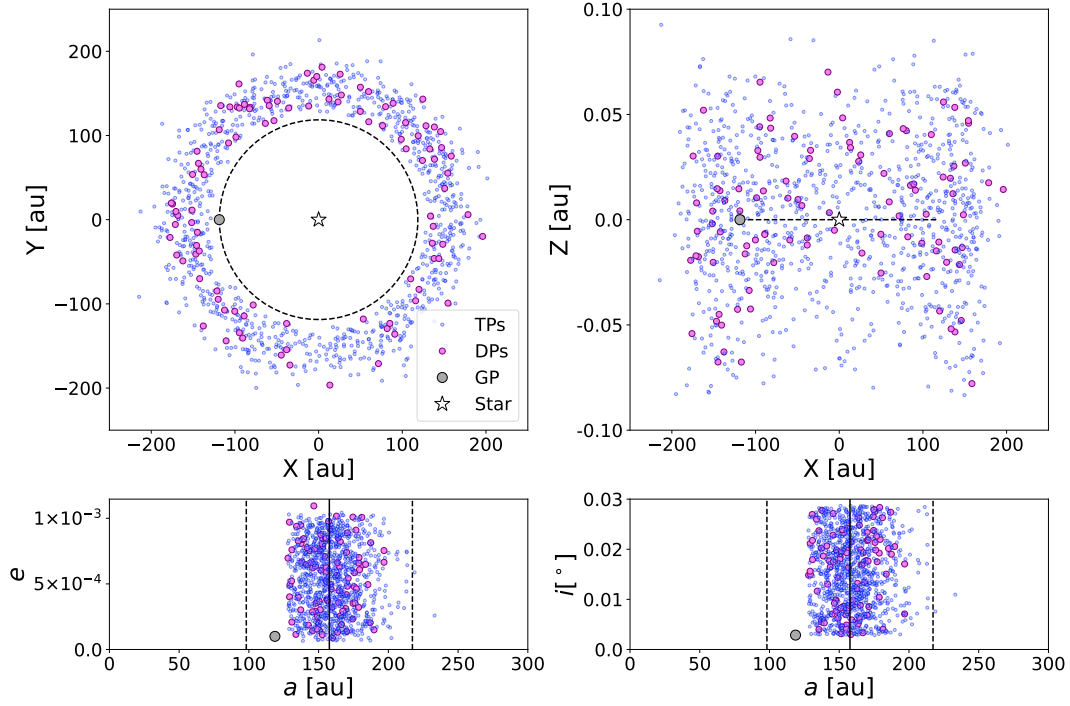 200
100
0
−100
−200
Y [au]
−200 −100 0 100 200
X [au]
TPs
DPs
GP
Star
0.10
0.05
0.0
-0.05
-0.10
Z [au]
−200 −100 0 100 200
X [au]
1×10⁻³
5×10⁻⁴
0.0
e
0 50 100 150 200 250 300
a [au]
0.03
0.02
0.01
0.0
i[°]
0 50 100 150 200 250 300
a [au]